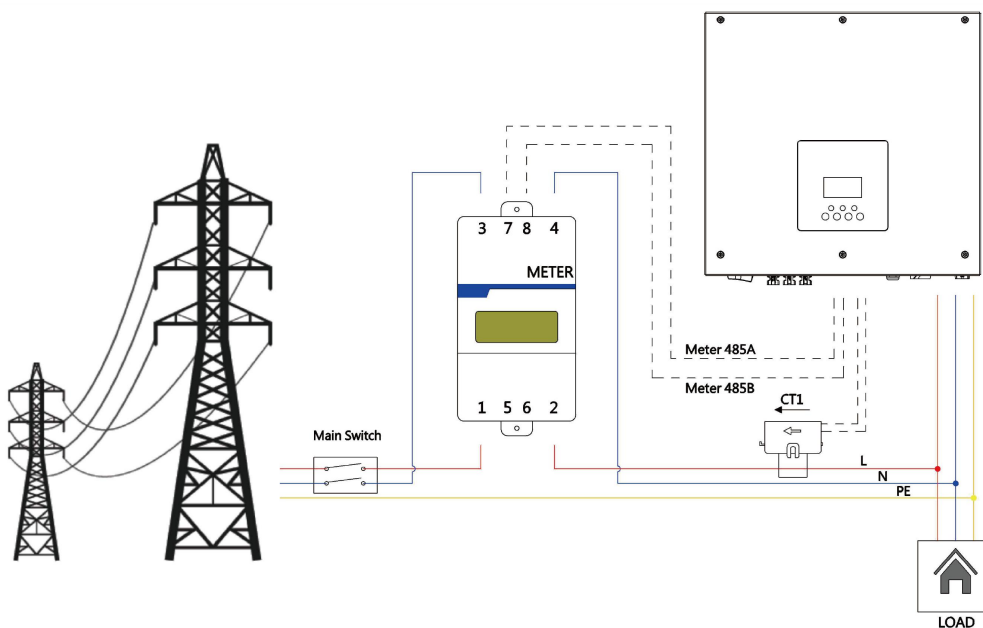 3 7 8 4
METER
Meter 485A
Meter 485B
CT1
1 5 6 2
Main Switch
L
N
PE
LOAD